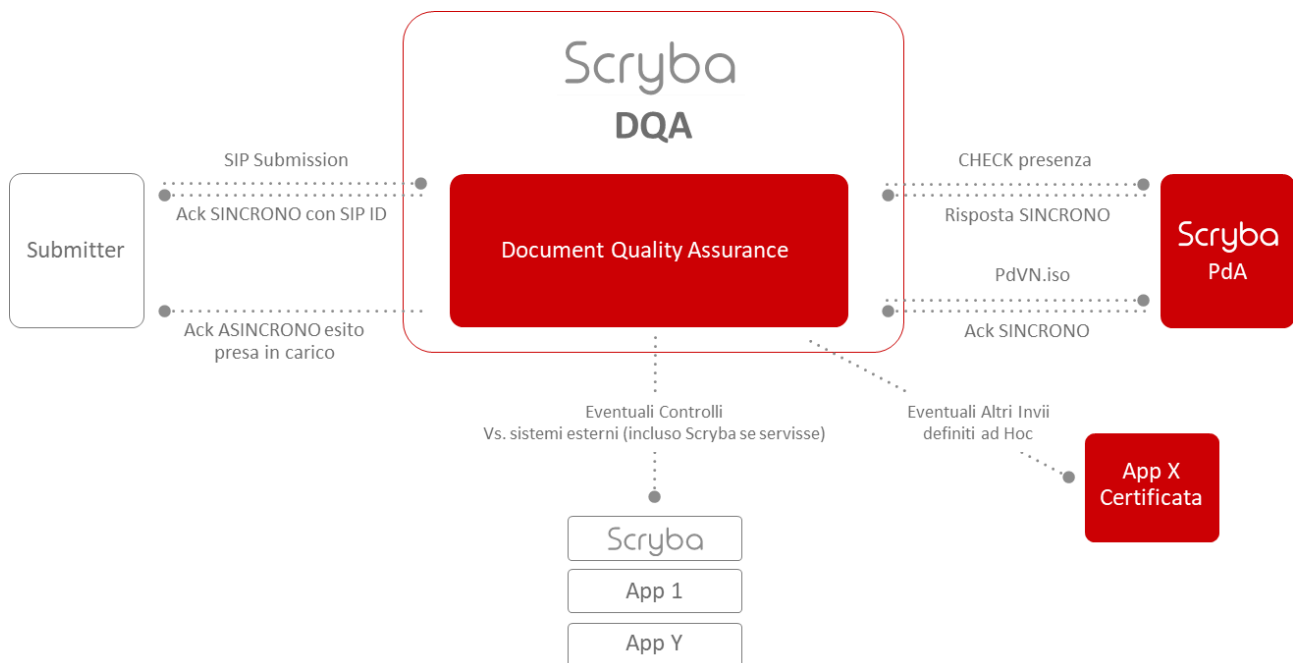 Scryba
DQA
SIP Submission
Ack SINCRONO con SIP ID
Submitter
Ack ASINCRONO esito
presa in carico
Document Quality Assurance
CHECK presenza
Risposta SINCRONO
PdVN.iso
Ack SINCRONO
Scryba
PdA
Eventuali Controlli
Vs. sistemi esterni (incluso Scryba se servisse)
Eventuali Altri Invii
definiti ad Hoc
App X
Certificata
Scryba
App 1
App Y